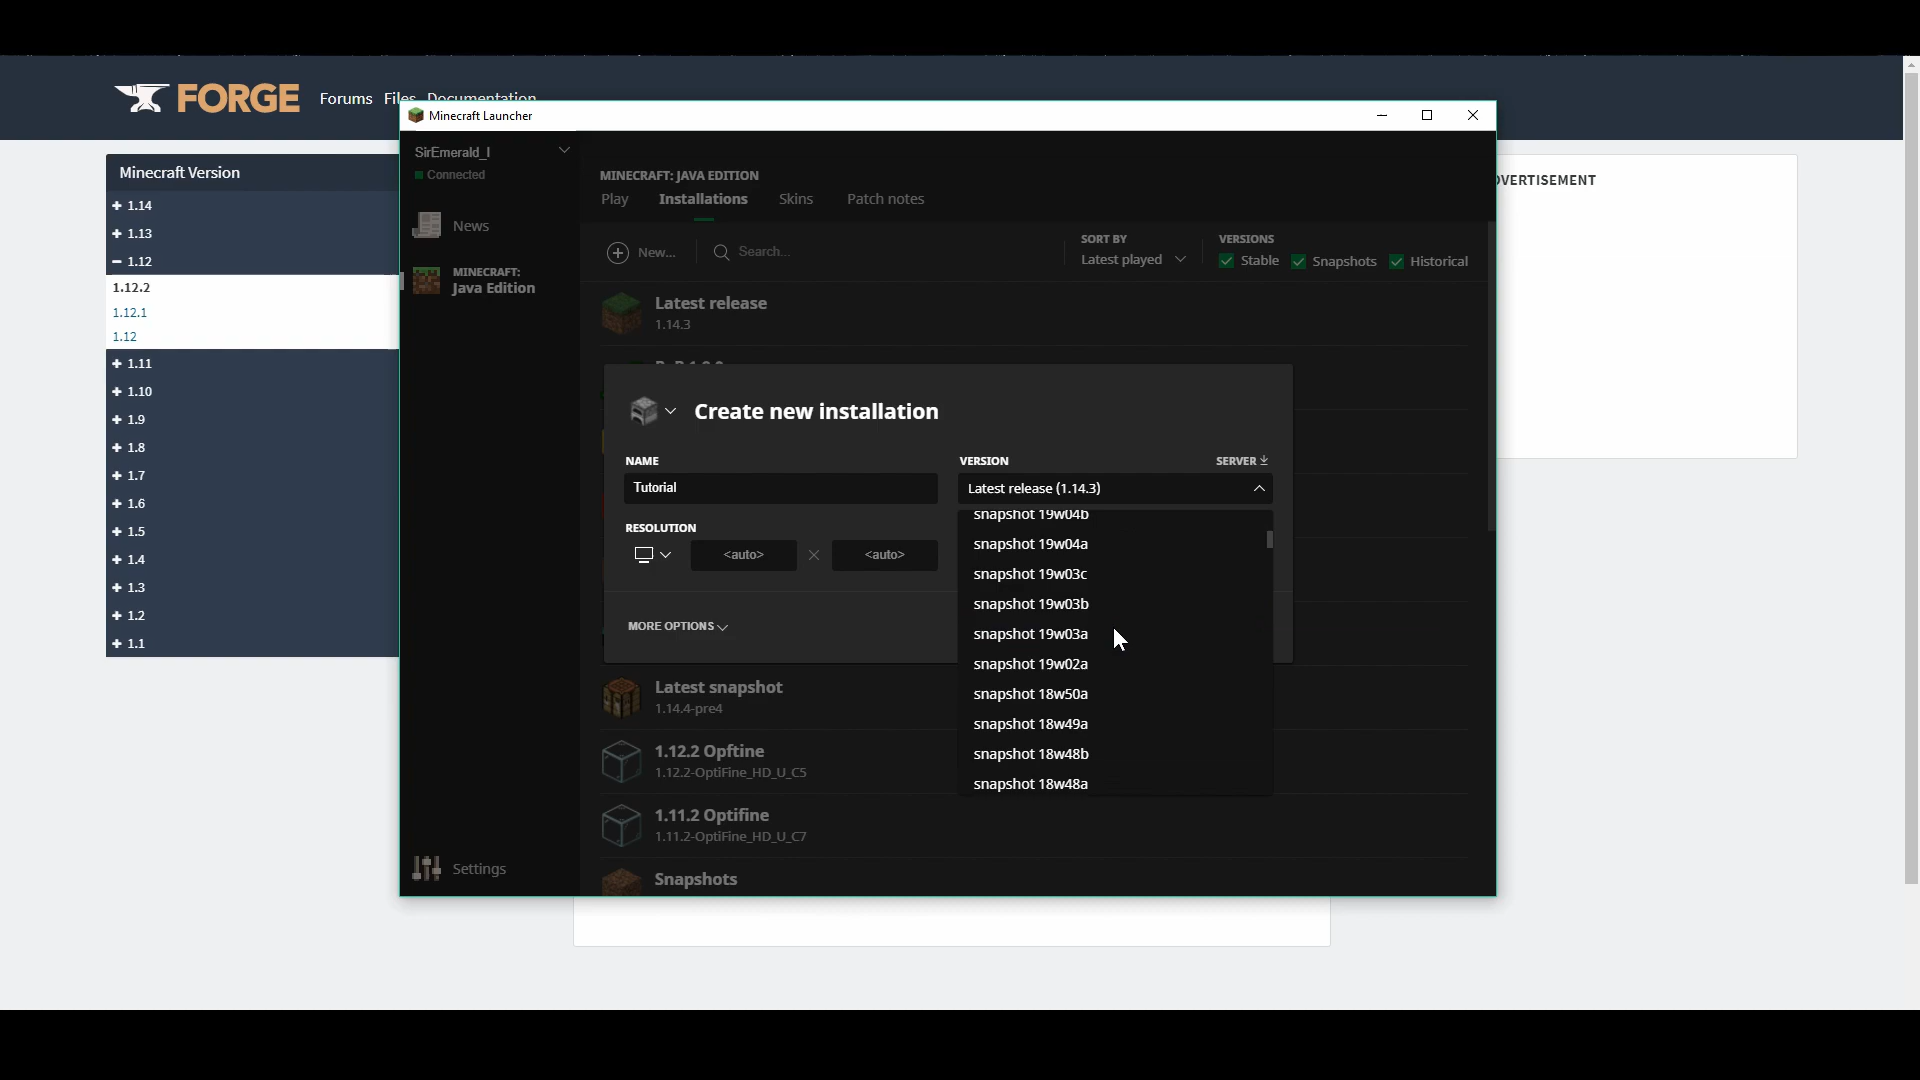 FORGE
Forums Files Documentation
Minecraft Launcher
Minecraft Version
1.14
1.13
1.12
1.12.2
1.12.1
1.12
1.11
1.10
1.9
1.8
1.7
1.6
1.5
1.4
1.3
1.2
1.1
SirEmerald_I
Connected
News
MINECRAFT:
Java Edition
Settings
MINECRAFT: JAVA EDITION
Play Installations Skins Patch notes
New... Search...
SORT BY
Latest played
VERSIONS
Stable Snapshots Historical
Latest release
1.14.3
Create new installation
NAME
Tutorial
VERSION SERVER
Latest release (1.14.3)
RESOLUTION
<auto> <auto>
MORE OPTIONS
snapshot 19w04b
snapshot 19w04a
snapshot 19w03c
snapshot 19w03b
snapshot 19w03a
snapshot 19w02a
snapshot 18w50a
snapshot 18w49a
snapshot 18w48b
snapshot 18w48a
Latest snapshot
1.14.4-pre4
1.12.2 Opftine
1.12.2-OptiFine_HD_U_C5
1.11.2 Optifine
1.11.2-OptiFine_HD_U_C7
Snapshots
VERTISEMENT